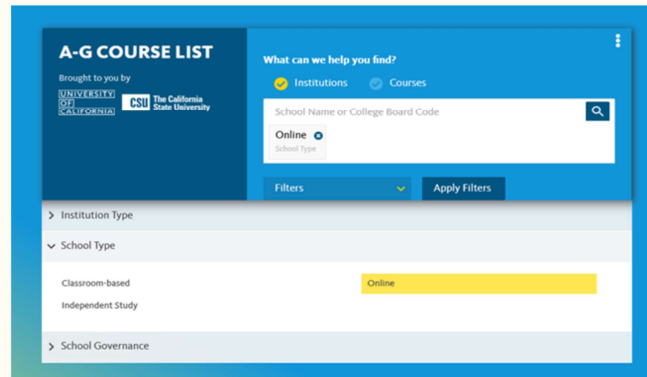 A-G COURSE LIST
Brought to you by
UNIVERSITY
OF
CALIFORNIA
CSU The California
State University
What can we help you find?
Institutions Courses
School Name or College Board Code
Online
School Type
Filters Apply Filters
Institution Type
School Type
Classroom-based Online
Independent Study
School Governance